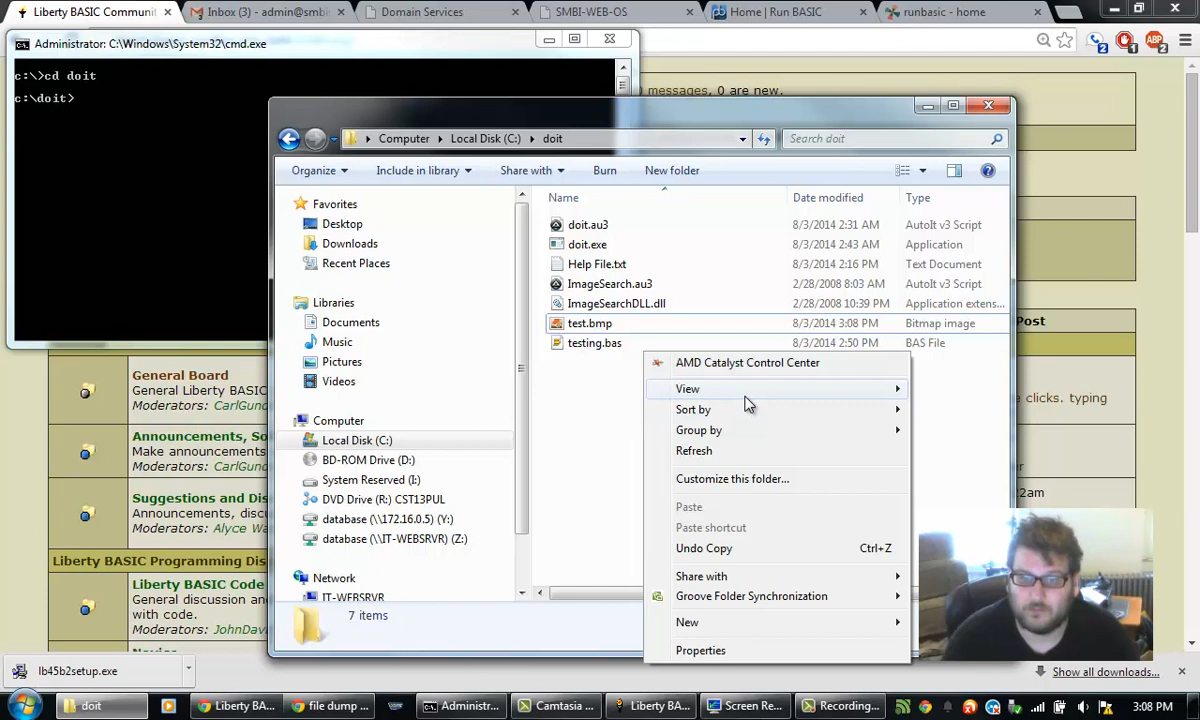 Liberty BASIC Communi
Inbox (3) - admin@smbi
Domain Services
SMBI-WEB-OS
Home | Run BASIC
runbasic - home
Administrator: C:\Windows\System32\cmd.exe
c:\>cd doit
c:\doit>
messages, 0 are new.
Computer
Local Disk (C:)
doit
Search doit
Organize
Include in library
Share with
Burn
New folder
Favorites
Desktop
Downloads
Recent Places
Libraries
Documents
Music
Pictures
Videos
Computer
Local Disk (C:)
BD-ROM Drive (D:)
System Reserved (I:)
DVD Drive (R:) CST13PUL
database (\\172.16.0.5) (Y:)
database (\\IT-WEBSRVR) (Z:)
Network
IT-WEBSRVR
Name Date modified Type
doit.au3 8/3/2014 2:31 AM AutoIt v3 Script
doit.exe 8/3/2014 2:43 AM Application
Help File.txt 8/3/2014 2:16 PM Text Document
ImageSearch.au3 2/28/2008 8:03 AM AutoIt v3 Script
ImageSearchDLL.dll 2/28/2008 10:39 PM Application extens...
test.bmp 8/3/2014 3:08 PM Bitmap image
testing.bas 8/3/2014 2:50 PM BAS File
AMD Catalyst Control Center
View
Sort by
Group by
Refresh
Customize this folder...
Paste
Paste shortcut
Undo Copy Ctrl+Z
Share with
Groove Folder Synchronization
New
Properties
7 items
Post
clicks. typing
22am
General Board
General Liberty BASIC
Moderators: CarlGun
Announcements, So
Make announcements
Moderators: CarlGund
Suggestions and Dis
Announcements, discu
Moderators: Alyce Wa
Liberty BASIC Programming Dis
Liberty BASIC Code
General discussion and
with code.
Moderators: JohnDavi
lb45b2setup.exe
Show all downloads...
doit
Liberty BA...
file dump ...
Administr...
Camtasia ...
Liberty BA...
Screen Re...
Recording...
3:08 PM